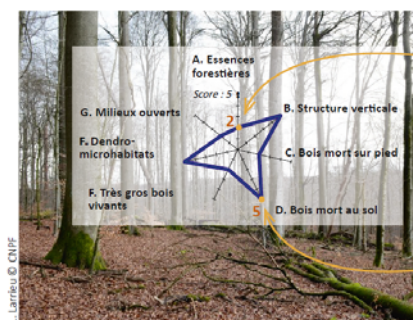 A. Essences
forestières
Score : 5
G. Milieux ouverts
2
B. Structure verticale
F. Dendro-
microhabitats
C. Bois mort sur pied
F. Très gros bois
vivants
5
D. Bois mort au sol
. Larrieu © CNPF